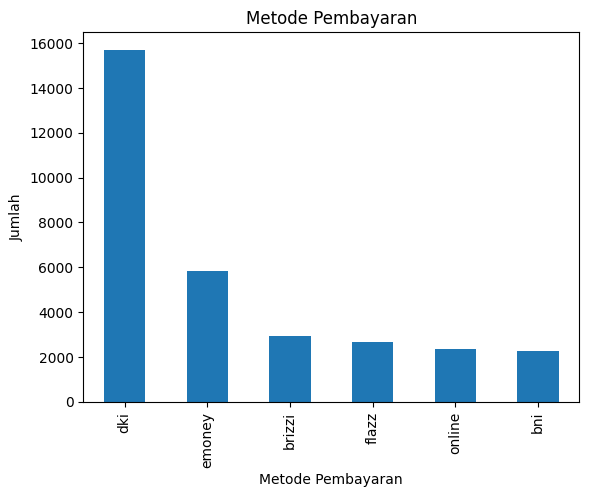 Metode Pembayaran
Jumlah
16000
14000
12000
10000
8000
6000
4000
2000
0
dki
emoney
brizzi
flazz
online
bni
Metode Pembayaran